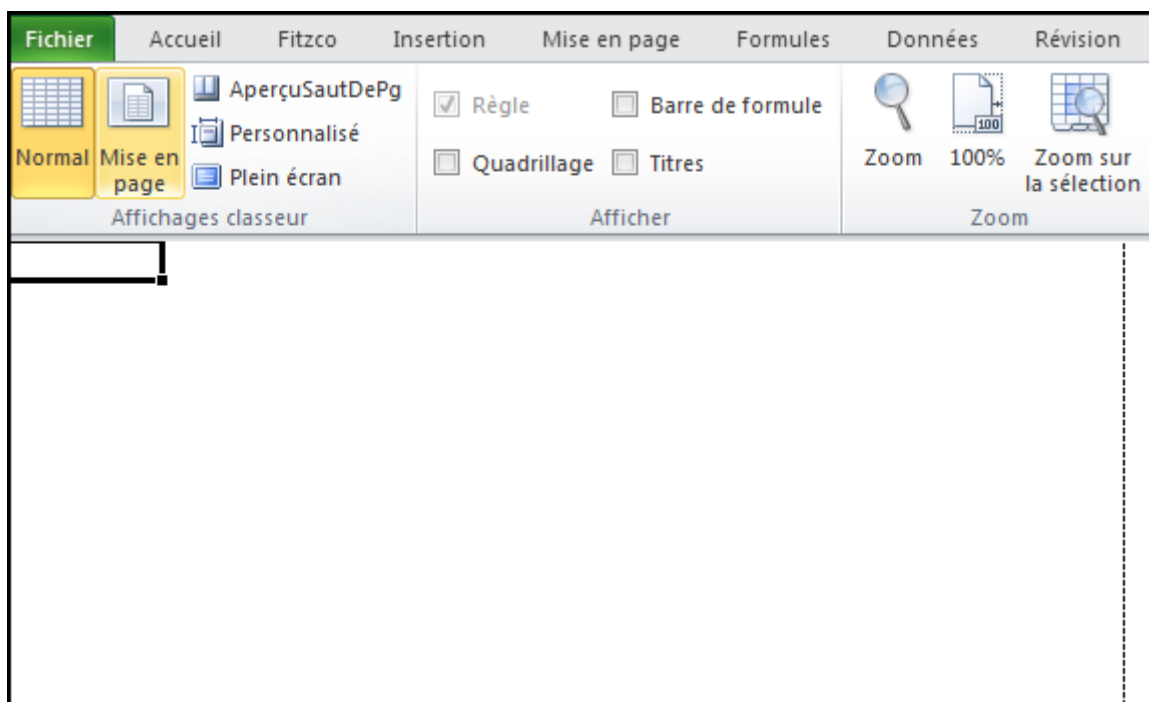 Fichier Accueil Fitzco Insertion Mise en page Formules Données Révision
Normal
Mise en
page
AperçuSautDePg
Personnalisé
Plein écran
Affichages classeur
Règle
Barre de formule
Quadrillage
Titres
Afficher
Zoom
100
100%
Zoom sur
la sélection
Zoom